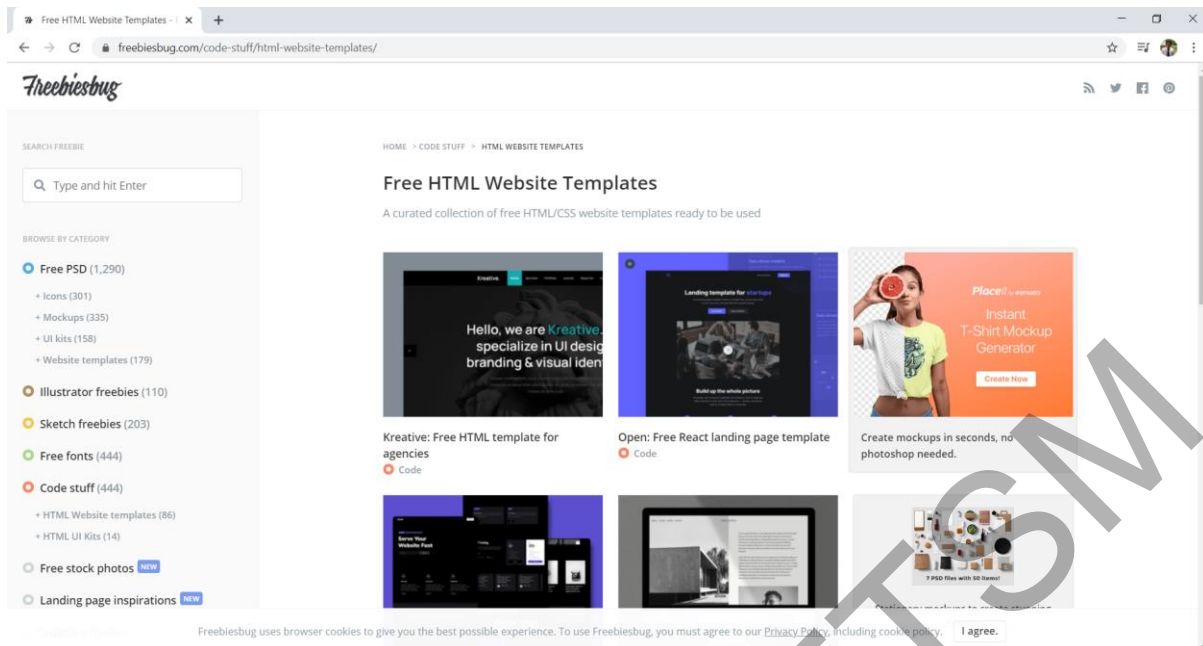 Free HTML Website Templates - |
freebiesbug.com/code-stuff/html-website-templates/
Freebiesbug
SEARCH FREEBIE
Type and hit Enter
BROWSE BY CATEGORY
Free PSD (1,290)
+ Icons (301)
+ Mockups (335)
+ UI kits (158)
+ Website templates (179)
Illustrator freebies (110)
Sketch freebies (203)
Free fonts (444)
Code stuff (444)
+ HTML Website templates (86)
+ HTML UI Kits (14)
Free stock photos NEW
Landing page inspirations NEW
HOME > CODE STUFF > HTML WEBSITE TEMPLATES
Free HTML Website Templates
A curated collection of free HTML/CSS website templates ready to be used
Kreative.
Hello, we are Kreative.
specialize in UI desig
branding & visual iden
Kreative: Free HTML template for
agencies
Code
Landing template for startups
Build up the whole picture
Open: Free React landing page template
Code
Placeit by envato
Instant
T-Shirt Mockup
Generator
Create Now
Create mockups in seconds, no
photoshop needed.
Serve Your
Website Fast
7 PSD files with 50 items!
Stationary mockups to create stunning
Freebiesbug uses browser cookies to give you the best possible experience. To use Freebiesbug, you must agree to our Privacy Policy, including cookie policy. I agree.
TSM